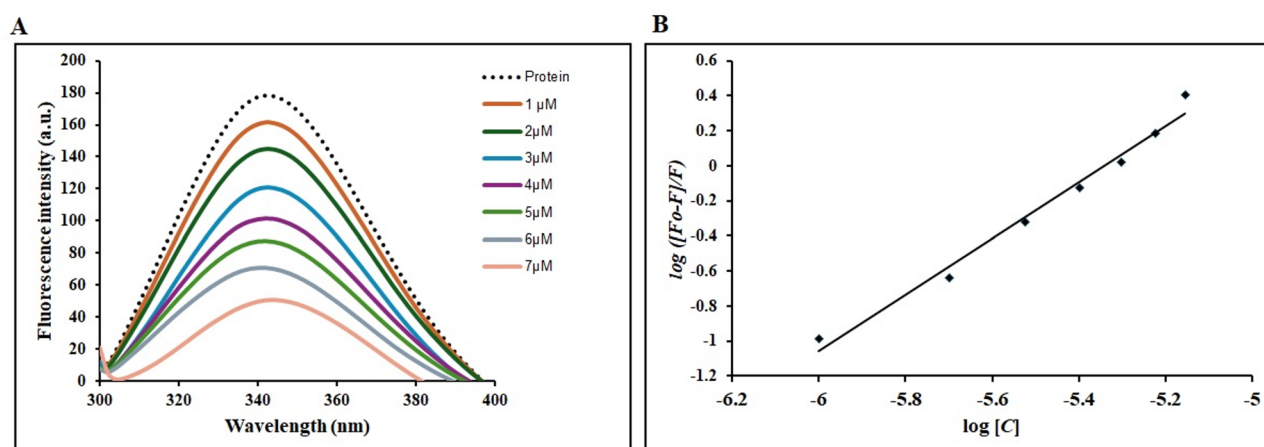 A
B
200
180
160
140
120
100
80
60
40
20
0
Fluorescence intensity (a.u.)
300 320 340 360 380 400
Wavelength (nm)
Protein
1 µM
2µM
3µM
4µM
5µM
6µM
7µM
0.6
0.4
0.2
0
-0.2
-0.4
-0.6
-0.8
-1
-1.2
log ([Fo-F]/F)
-6.2 -6 -5.8 -5.6 -5.4 -5.2 -5
log [C]